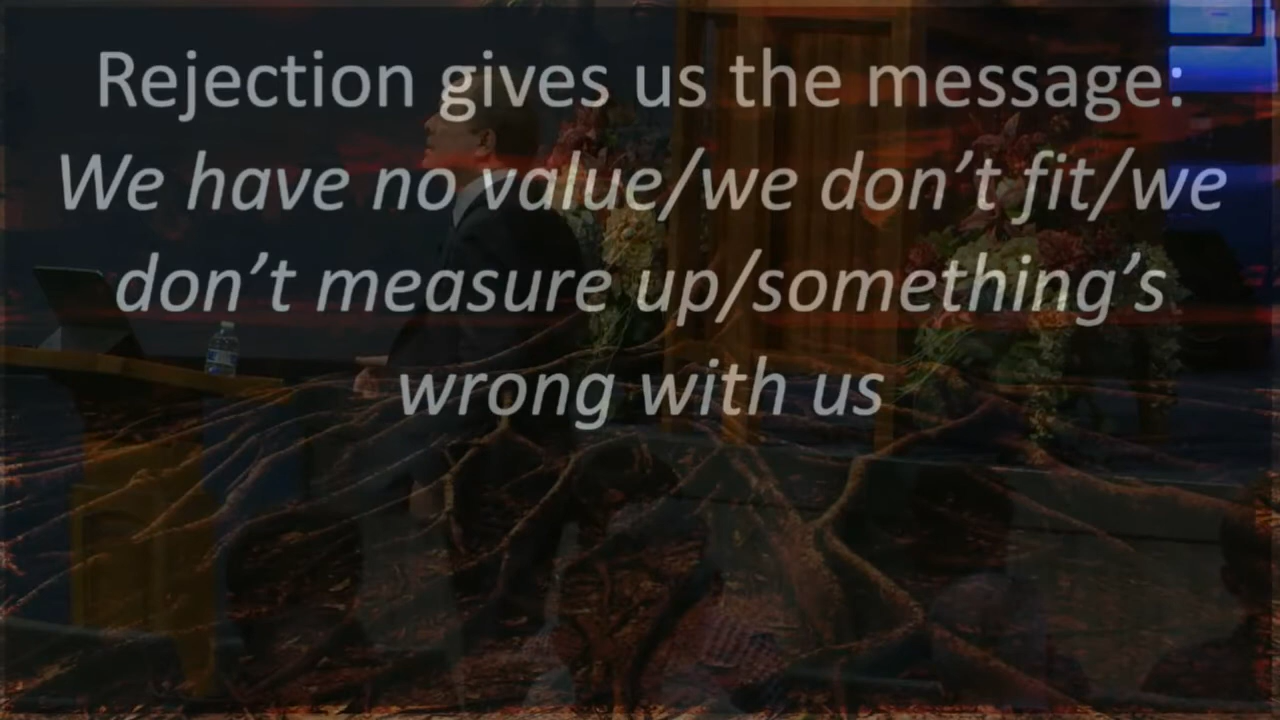 Rejection gives us the message:
We have no value/we don’t fit/we
don’t measure up/something’s
wrong with us